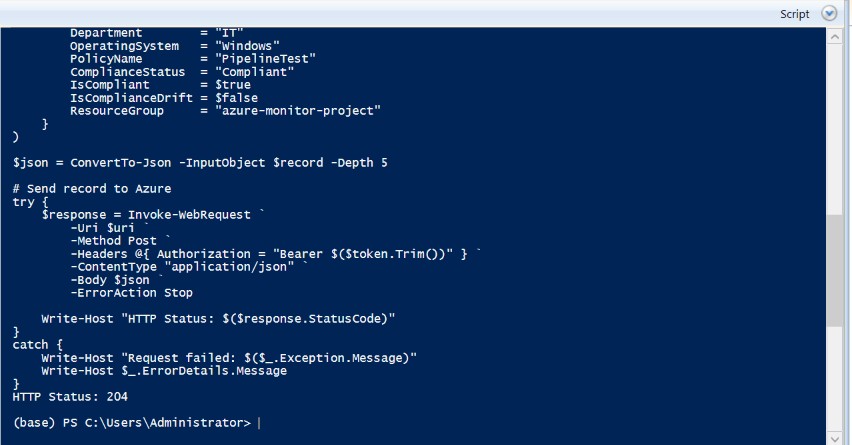 Script
        Department        = "IT"
        OperatingSystem   = "Windows"
        PolicyName        = "PipelineTest"
        ComplianceStatus  = "Compliant"
        IsCompliant       = $true
        IsComplianceDrift = $false
        ResourceGroup     = "azure-monitor-project"
    }
)
$json = ConvertTo-Json -InputObject $record -Depth 5
# Send record to Azure
try {
    $response = Invoke-WebRequest `
        -Uri $uri `
        -Method Post `
        -Headers @{ Authorization = "Bearer $($token.Trim())" } `
        -ContentType "application/json" `
        -Body $json `
        -ErrorAction Stop
    Write-Host "HTTP Status: $($response.StatusCode)"
}
catch {
    Write-Host "Request failed: $($_.Exception.Message)"
    Write-Host $_.ErrorDetails.Message
}
HTTP Status: 204
(base) PS C:\Users\Administrator>